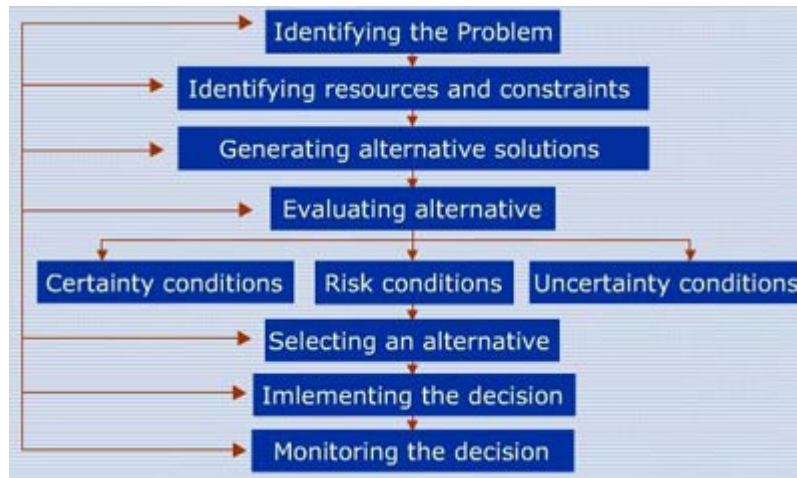 Identifying the Problem
Identifying resources and constraints
Generating alternative solutions
Evaluating alternative
Certainty conditions
Risk conditions
Uncertainty conditions
Selecting an alternative
Imlementing the decision
Monitoring the decision